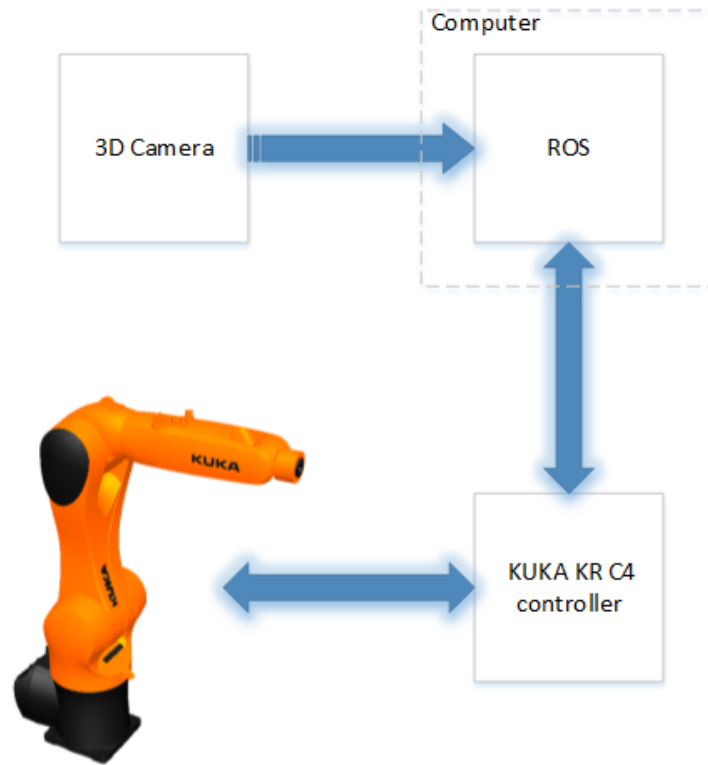 Computer
3D Camera
ROS
KUKA
KUKA
KUKA KR C4
controller